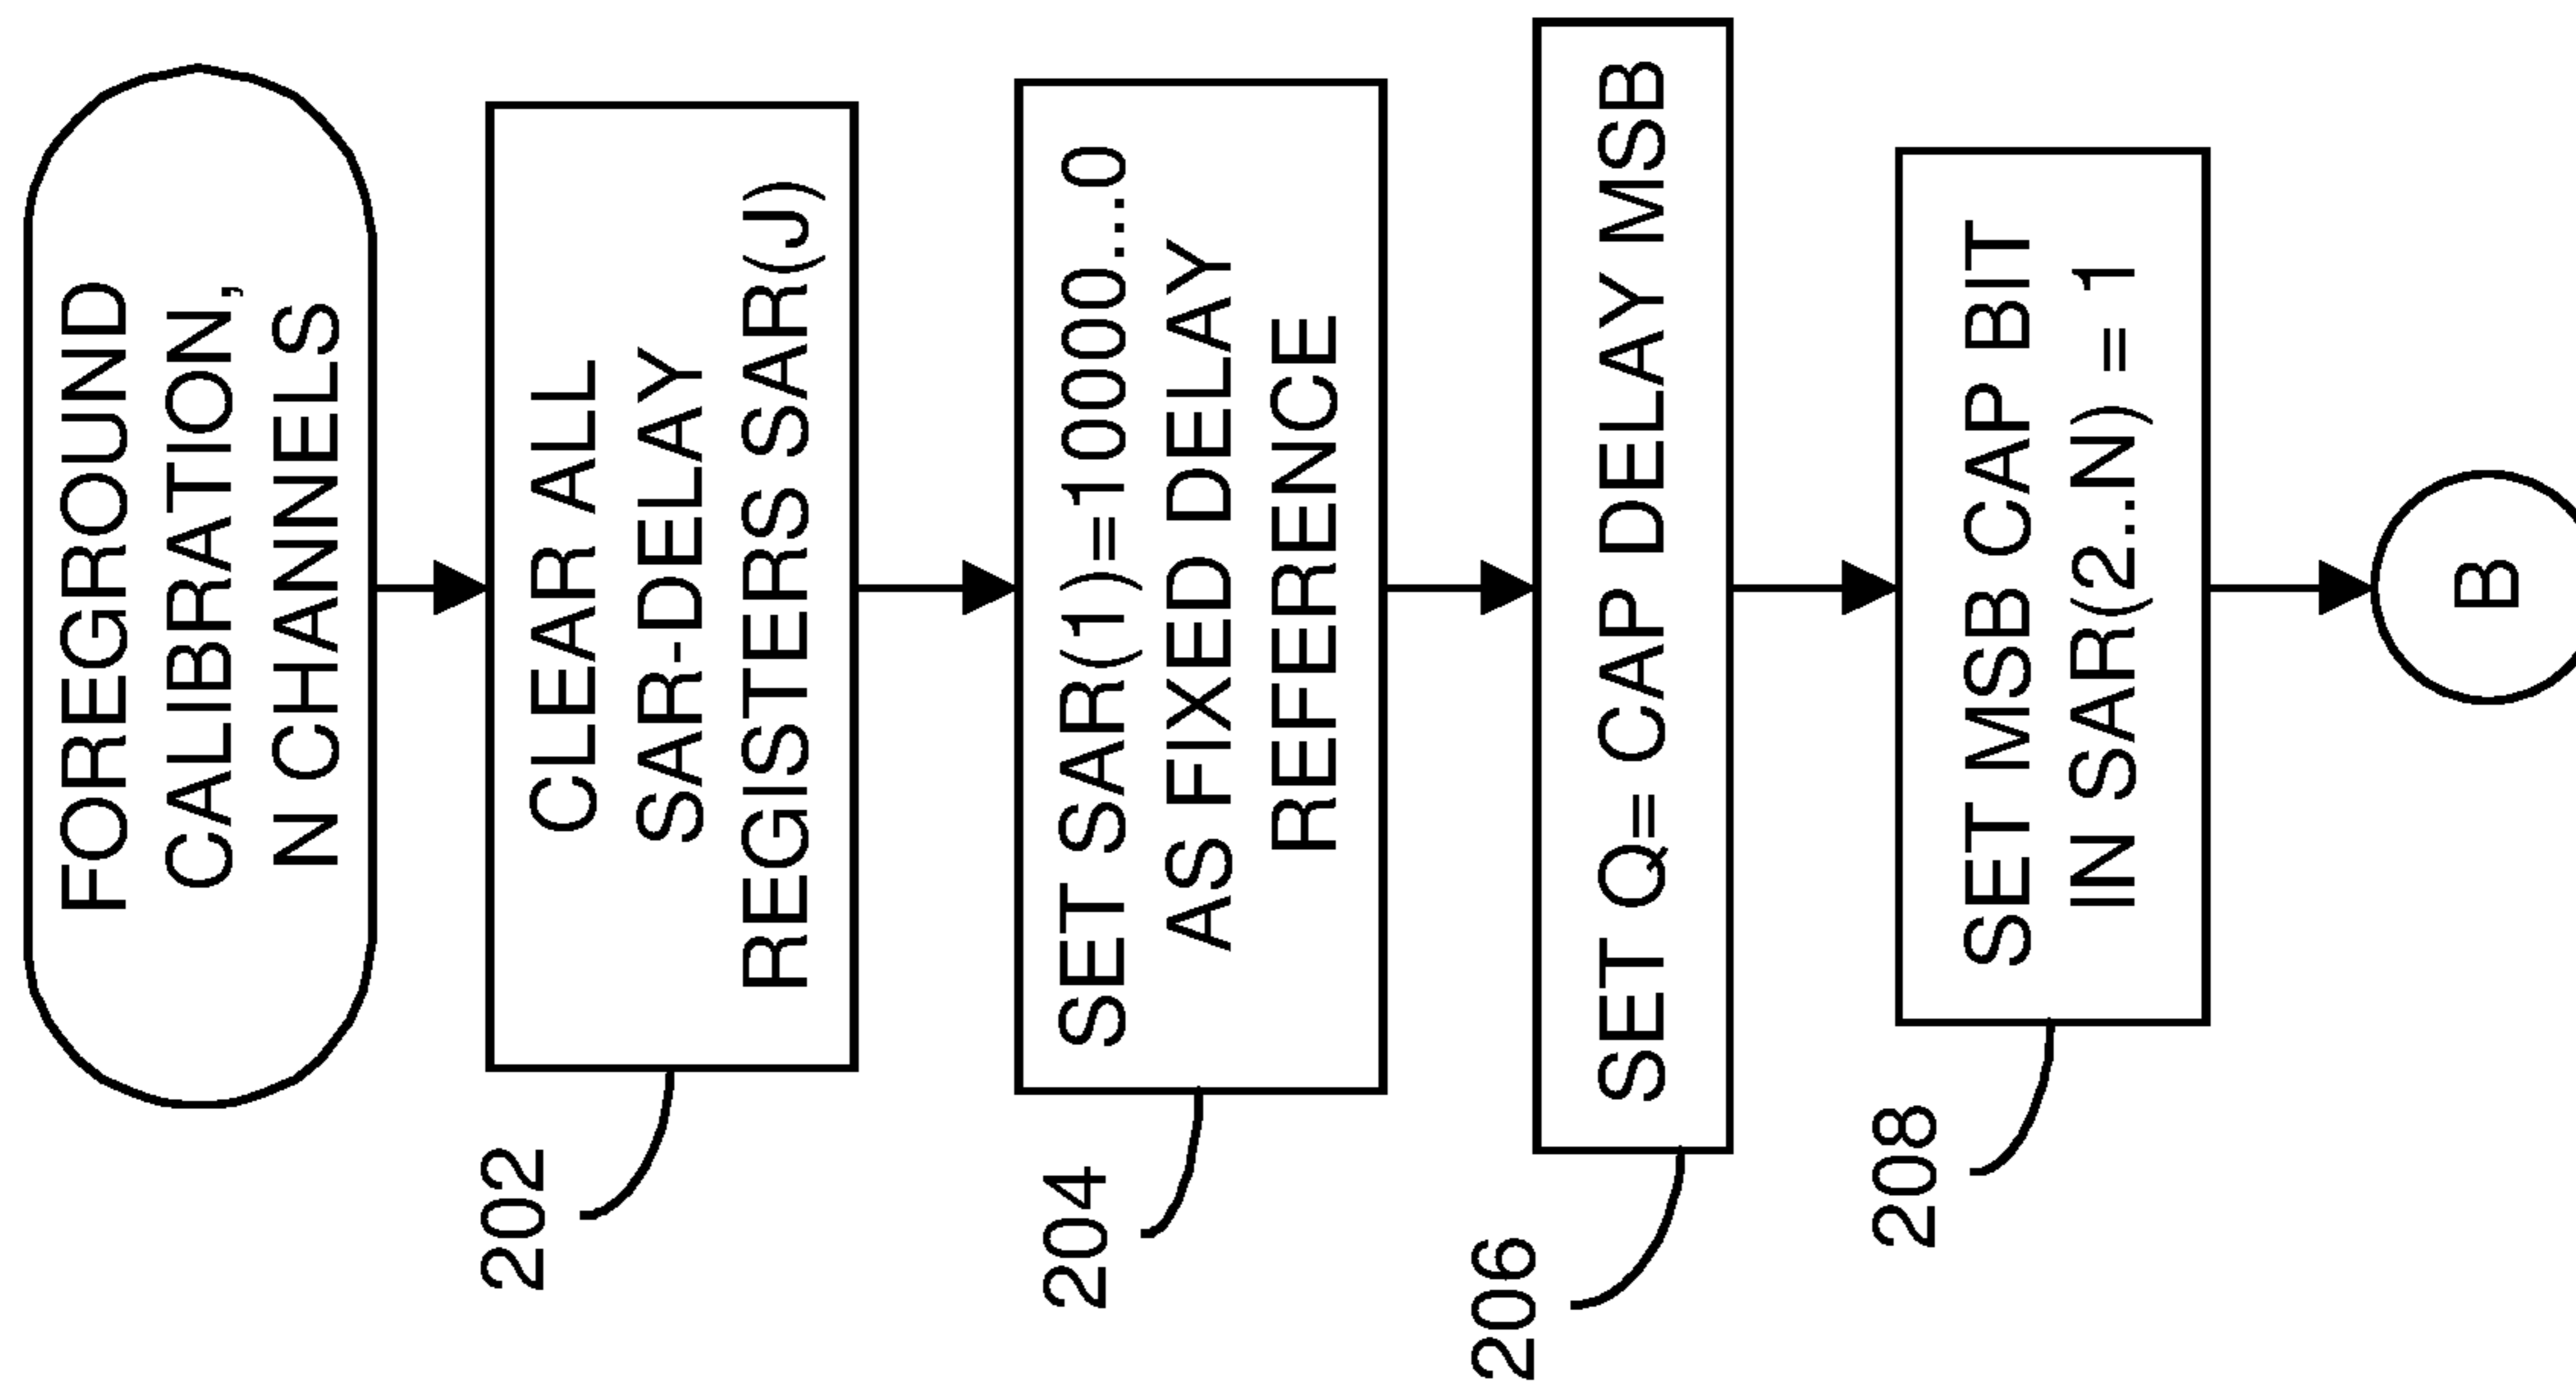 FOREGROUND
CALIBRATION,
N CHANNELS
202
CLEAR ALL
SAR-DELAY
REGISTERS SAR(J)
204
SET SAR(1)=10000...0
AS FIXED DELAY
REFERENCE
206
SET Q= CAP DELAY MSB
208
SET MSB CAP BIT
IN SAR(2...N) = 1
B